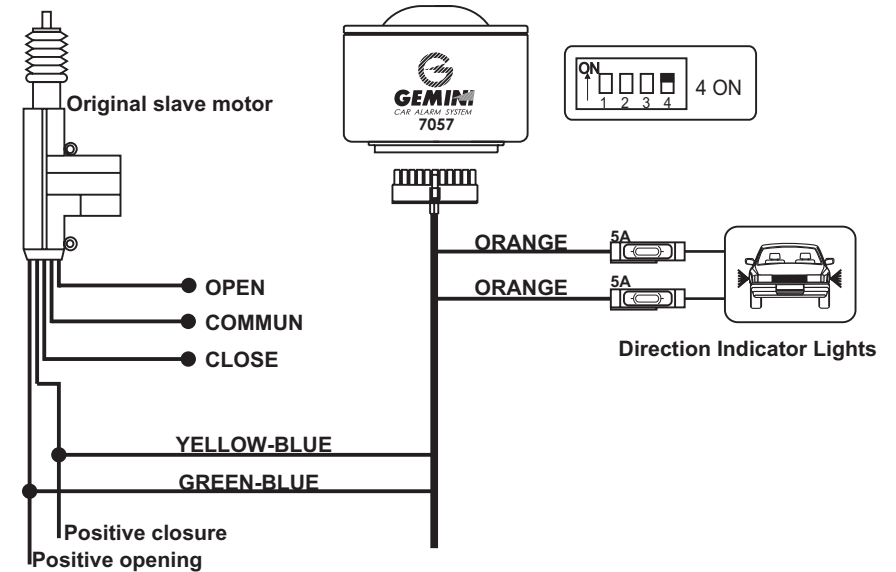 Original slave motor
GEMINI
CAR ALARM SYSTEM
7057
ON
1 2 3 4
4 ON
ORANGE
5A
ORANGE
5A
Direction Indicator Lights
OPEN
COMMUN
CLOSE
YELLOW-BLUE
GREEN-BLUE
Positive closure
Positive opening